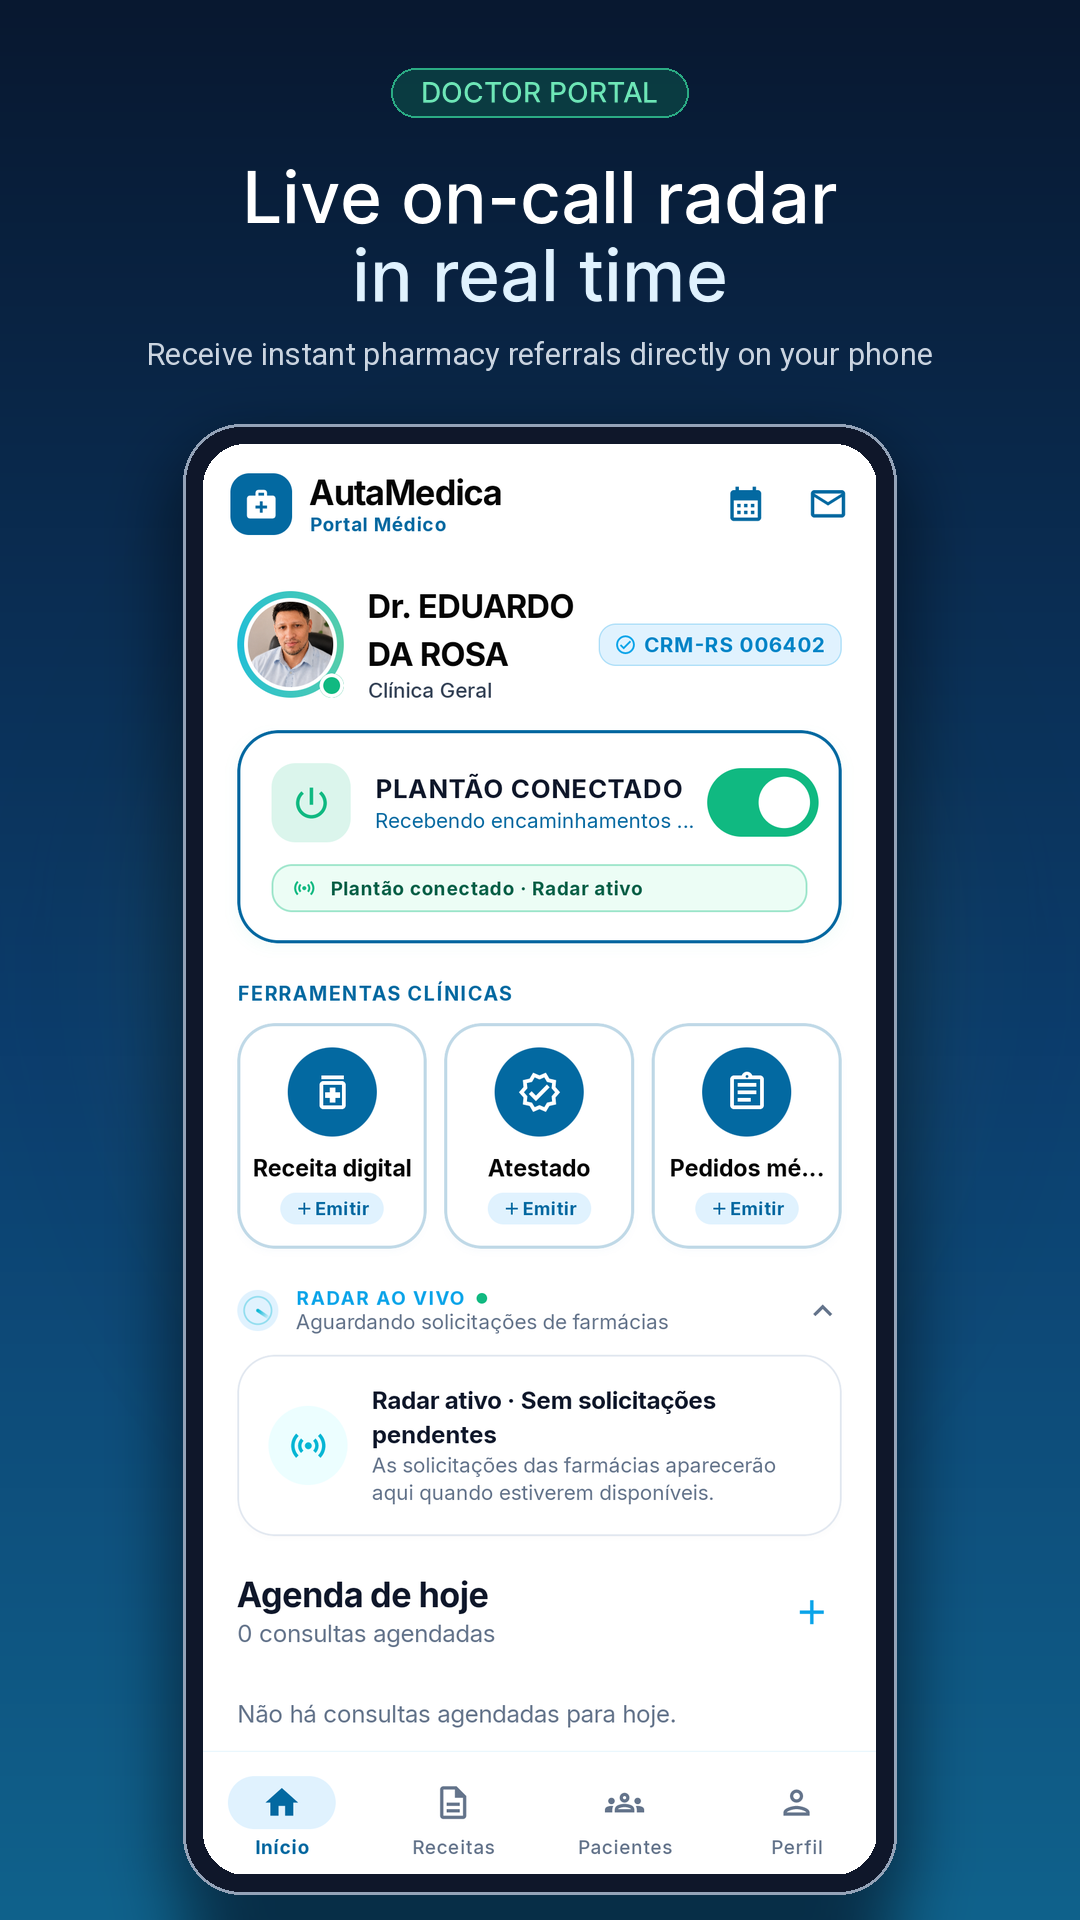 DOCTOR PORTAL
Live on-call radar
in real time
Receive instant pharmacy referrals directly on your phone
AutaMedica
Portal Médico
Dr. EDUARDO
DA ROSA
Clínica Geral
CRM-RS 006402
PLANTÃO CONECTADO
Recebendo encaminhamentos ...
Plantão conectado · Radar ativo
FERRAMENTAS CLÍNICAS
Receita digital
+ Emitir
Atestado
+ Emitir
Pedidos mé...
+ Emitir
RADAR AO VIVO
Aguardando solicitações de farmácias
Radar ativo · Sem solicitações
pendentes
As solicitações das farmácias aparecerão
aqui quando estiverem disponíveis.
Agenda de hoje
0 consultas agendadas
Não há consultas agendadas para hoje.
Início
Receitas
Pacientes
Perfil